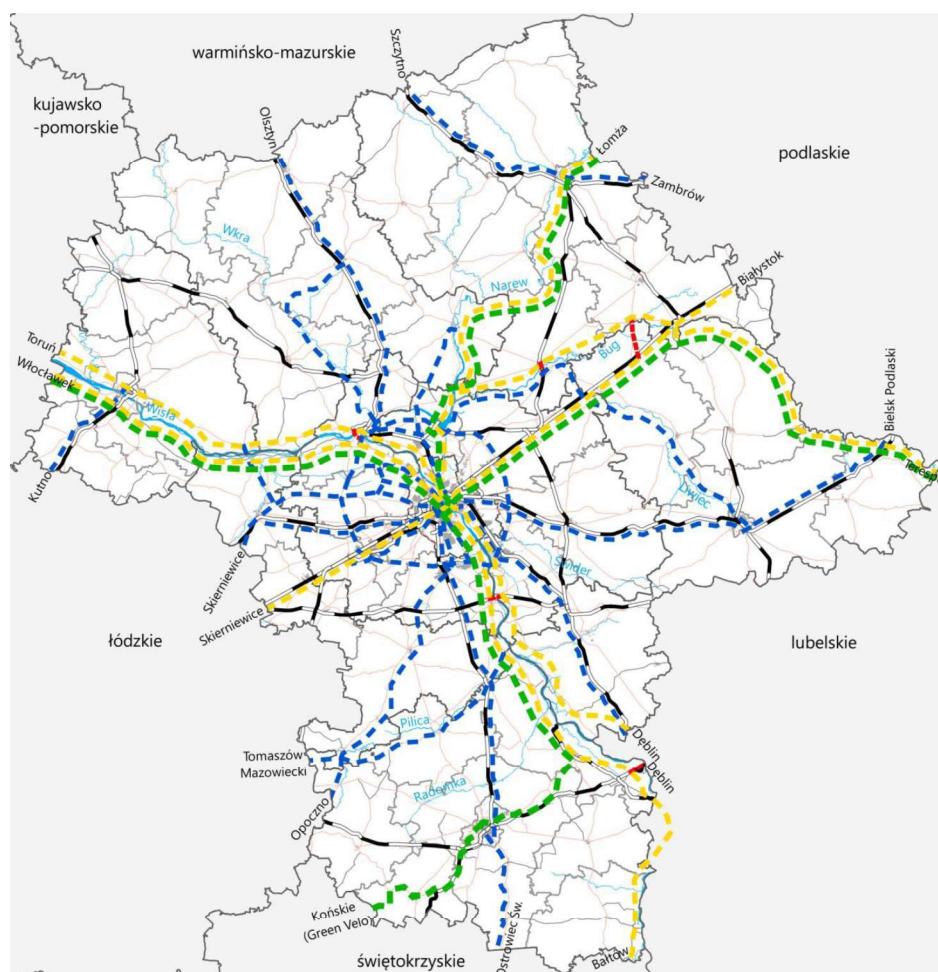 warmińsko-mazurskie
Szczytno
kujawsko
-pomorskie
Olsztyn
Łomża
podlaskie
Zambrów
Wkra
Narew
Białystok
Toruń
Włocławek
Bug
Wisła
Bielsk Podlaski
Kutno
Terespol
Liwiec
Skierniewice
Świder
Skierniewice
łódzkie
lubelskie
Pilica
Dęblin
Tomaszów
Mazowiecki
Dęblin
Radomka
Opoczno
Końskie
(Green Velo)
Ostrowiec Św.
Bałtów
świętokrzyskie